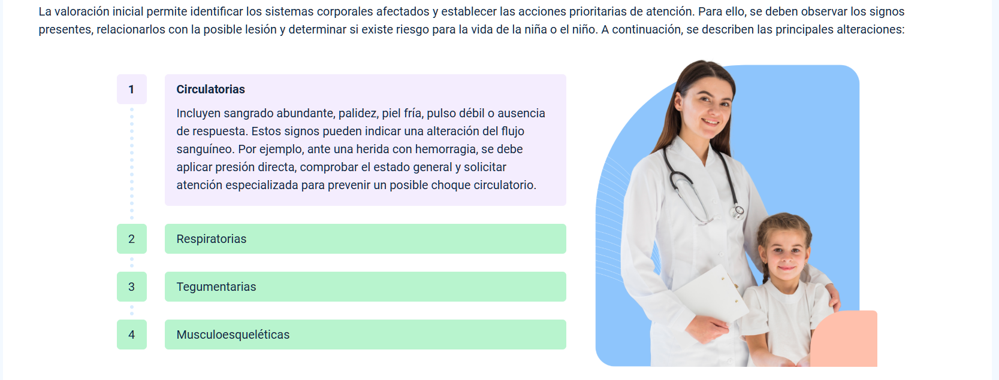 La valoración inicial permite identificar los sistemas corporales afectados y establecer las acciones prioritarias de atención. Para ello, se deben observar los signos
presentes, relacionarlos con la posible lesión y determinar si existe riesgo para la vida de la niña o el niño. A continuación, se describen las principales alteraciones:
1
Circulatorias
Incluyen sangrado abundante, palidez, piel fría, pulso débil o ausencia
de respuesta. Estos signos pueden indicar una alteración del flujo
sanguíneo. Por ejemplo, ante una herida con hemorragia, se debe
aplicar presión directa, comprobar el estado general y solicitar
atención especializada para prevenir un posible choque circulatorio.
2
Respiratorias
3
Tegumentarias
4
Musculoesqueléticas